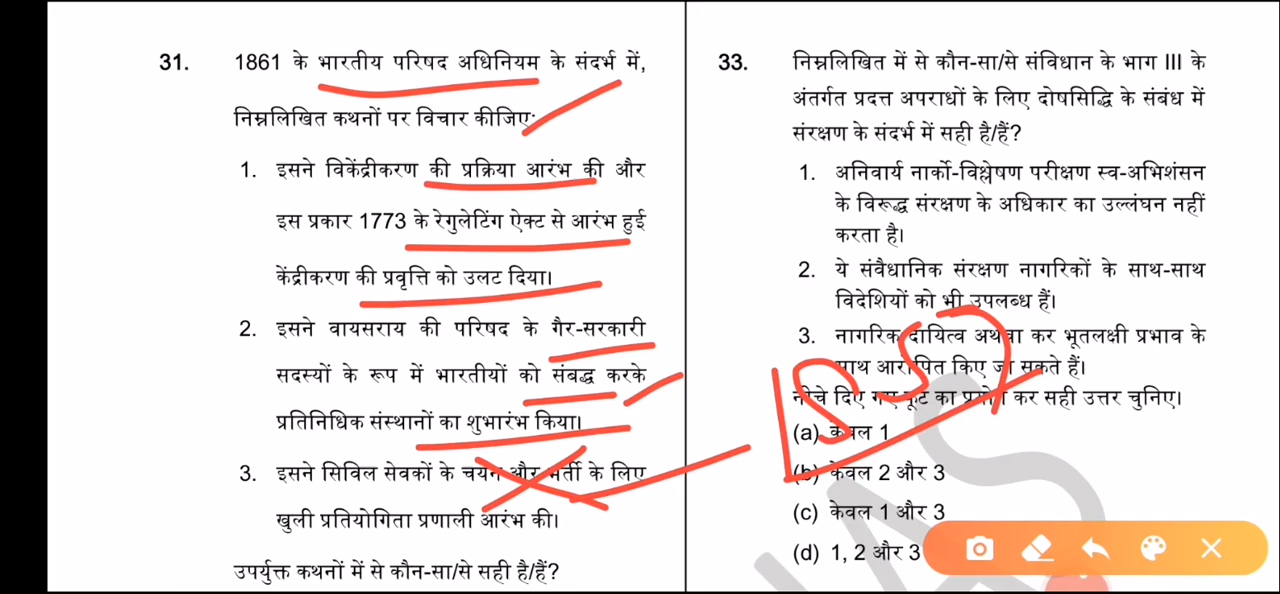 31. 1861 के भारतीय परिषद अधिनियम के संदर्भ में,
निम्नलिखित कथनों पर विचार कीजिए:
1. इसने विकेंद्रीकरण की प्रक्रिया आरंभ की और
इस प्रकार 1773 के रेगुलेटिंग ऐक्ट से आरंभ हुई
केंद्रीकरण की प्रवृत्ति को उलट दिया।
2. इसने वायसराय की परिषद के गैर-सरकारी
सदस्यों के रूप में भारतीयों को संबद्ध करके
प्रतिनिधिक संस्थानों का शुभारंभ किया।
3. इसने सिविल सेवकों के चयन और भर्ती के लिए
खुली प्रतियोगिता प्रणाली आरंभ की।
उपर्युक्त कथनों में से कौन-सा/से सही है/हैं?
33. निम्नलिखित में से कौन-सा/से संविधान के भाग III के
अंतर्गत प्रदत्त अपराधों के लिए दोषसिद्धि के संबंध में
संरक्षण के संदर्भ में सही है/हैं?
1. अनिवार्य नार्को-विश्लेषण परीक्षण स्व-अभिशंसन
के विरूद्ध संरक्षण के अधिकार का उल्लंघन नहीं
करता है।
2. ये संवैधानिक संरक्षण नागरिकों के साथ-साथ
विदेशियों को भी उपलब्ध हैं।
3. नागरिक दायित्व अथवा कर भूतलक्षी प्रभाव के
साथ आरोपित किए जा सकते हैं।
नीचे दिए गए कूट का प्रयोग कर सही उत्तर चुनिए।
(a) केवल 1
(b) केवल 2 और 3
(c) केवल 1 और 3
(d) 1, 2 और 3
IAS